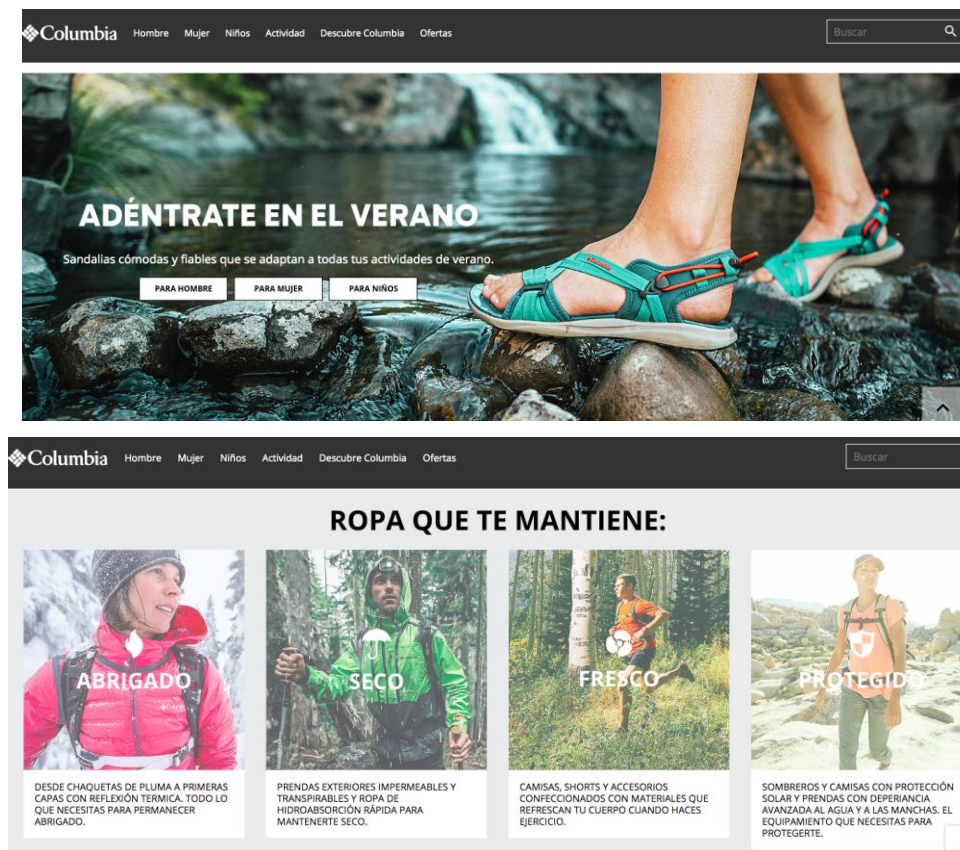 Columbia Hombre Mujer Niños Actividad Descubre Columbia Ofertas Buscar
ADÉNTRATE EN EL VERANO
Sandalias cómodas y fiables que se adaptan a todas tus actividades de verano.
PARA HOMBRE PARA MUJER PARA NIÑOS
Columbia Hombre Mujer Niños Actividad Descubre Columbia Ofertas Buscar
ROPA QUE TE MANTIENE:
ABRIGADO
DESDE CHAQUETAS DE PLUMA A PRIMERAS
CAPAS CON REFLEXIÓN TERMICA. TODO LO
QUE NECESITAS PARA PERMANECER
ABRIGADO.
SECO
PRENDAS EXTERIORES IMPERMEABLES Y
TRANSPIRABLES Y ROPA DE
HIDROABSORCIÓN RÁPIDA PARA
MANTENERTE SECO.
FRESCO
CAMISAS, SHORTS Y ACCESORIOS
CONFECCIONADOS CON MATERIALES QUE
REFRESCAN TU CUERPO CUANDO HACES
EJERCICIO.
PROTEGIDO
SOMBREROS Y CAMISAS CON PROTECCIÓN
SOLAR Y PRENDAS CON DEPERIANCIA
AVANZADA AL AGUA Y A LAS MANCHAS. EL
EQUIPAMIENTO QUE NECESITAS PARA
PROTEGERTE.